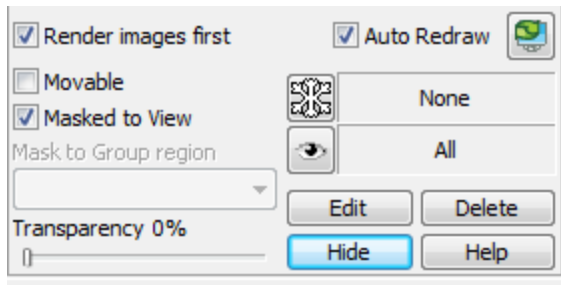 Render images first
Auto Redraw
Movable
None
Masked to View
All
Mask to Group region
Edit
Delete
Transparency 0%
Hide
Help